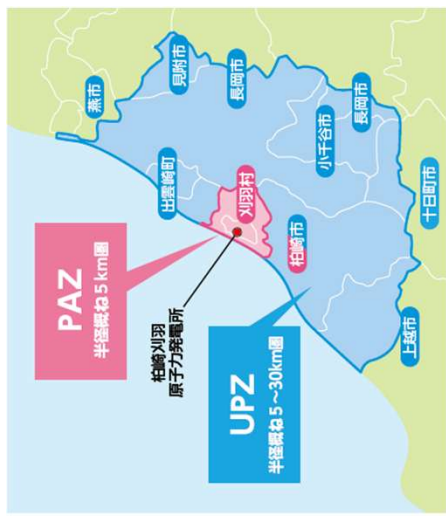 PAZ
半径概ね5km圏
柏崎刈羽
原子力発電所
UPZ
半径概ね5～30km圏
燕市
見附市
長岡市
出雲崎町
刈羽村
小千谷市
長岡市
柏崎市
十日町市
上越市